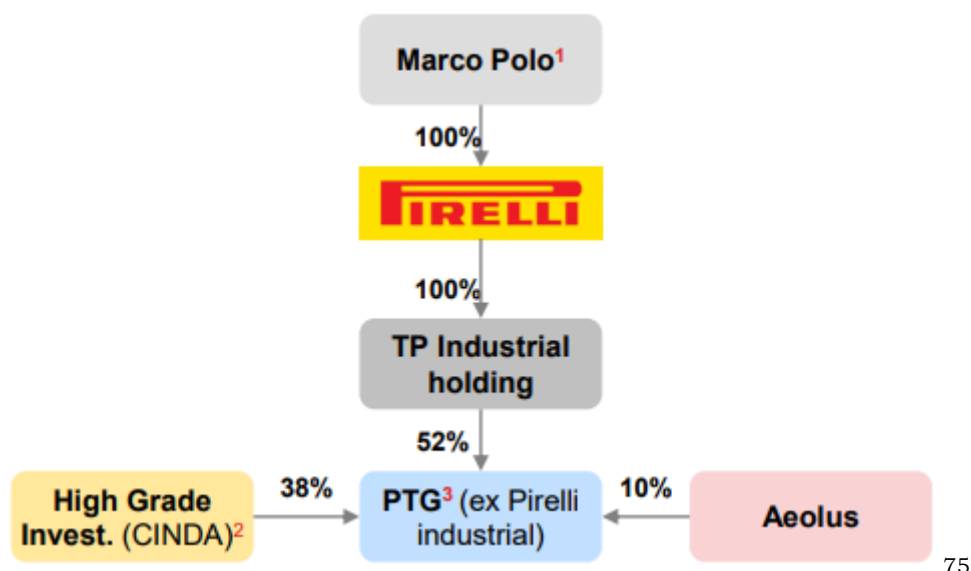 Marco Polo¹
100%
PIRELLI
100%
TP Industrial
holding
52%
High Grade
Invest. (CINDA)²
38%
PTG³ (ex Pirelli
industrial)
10%
Aeolus
75